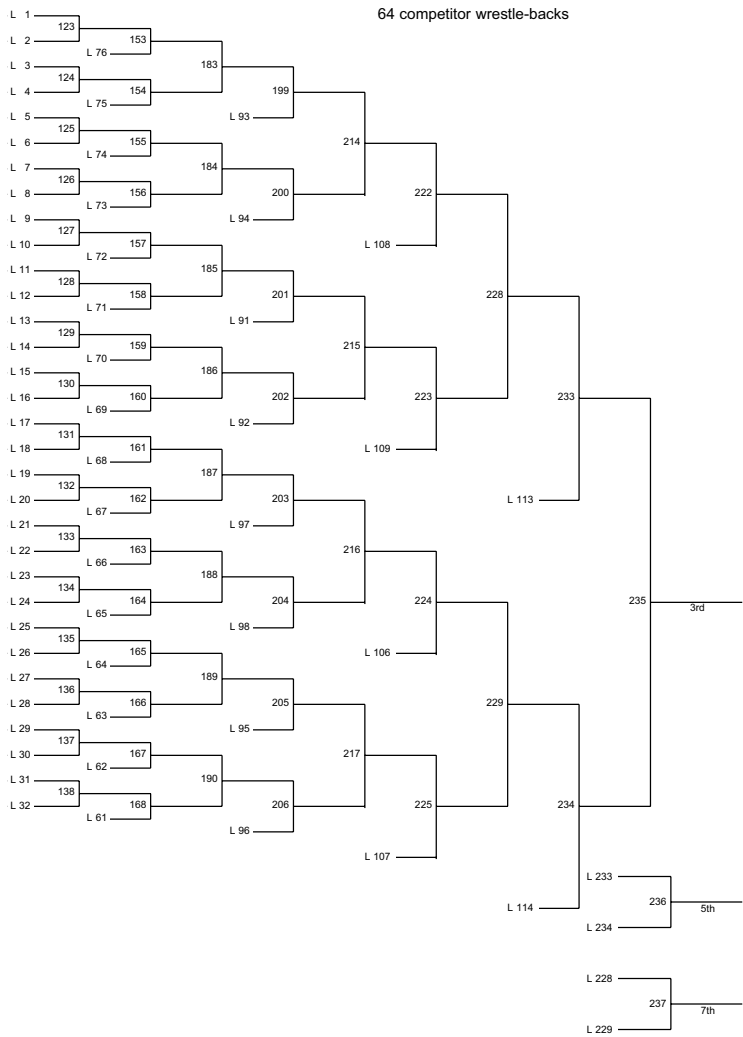 64 competitor wrestle-backs
L 1
123
L 2
153
L 76
183
L 3
124
L 4
154
L 75
199
L 93
L 5
125
L 6
155
L 74
214
184
L 7
126
L 8
156
L 73
200
L 94
222
L 108
L 9
127
L 10
157
L 72
185
L 11
128
L 12
158
L 71
201
L 91
228
L 13
129
L 14
159
L 70
215
186
L 15
130
L 16
160
L 69
202
L 92
223
L 109
233
L 17
131
L 18
161
L 68
187
L 19
132
L 20
162
L 67
203
L 97
L 113
L 21
133
L 22
163
L 66
216
188
L 23
134
L 24
164
L 65
204
L 98
224
L 106
235
3rd
L 25
135
L 26
165
L 64
189
L 27
136
L 28
166
L 63
205
L 95
229
L 29
137
L 30
167
L 62
217
190
L 31
138
L 32
168
L 61
206
L 96
225
L 107
234
L 114
L 233
236
5th
L 234
L 228
237
7th
L 229